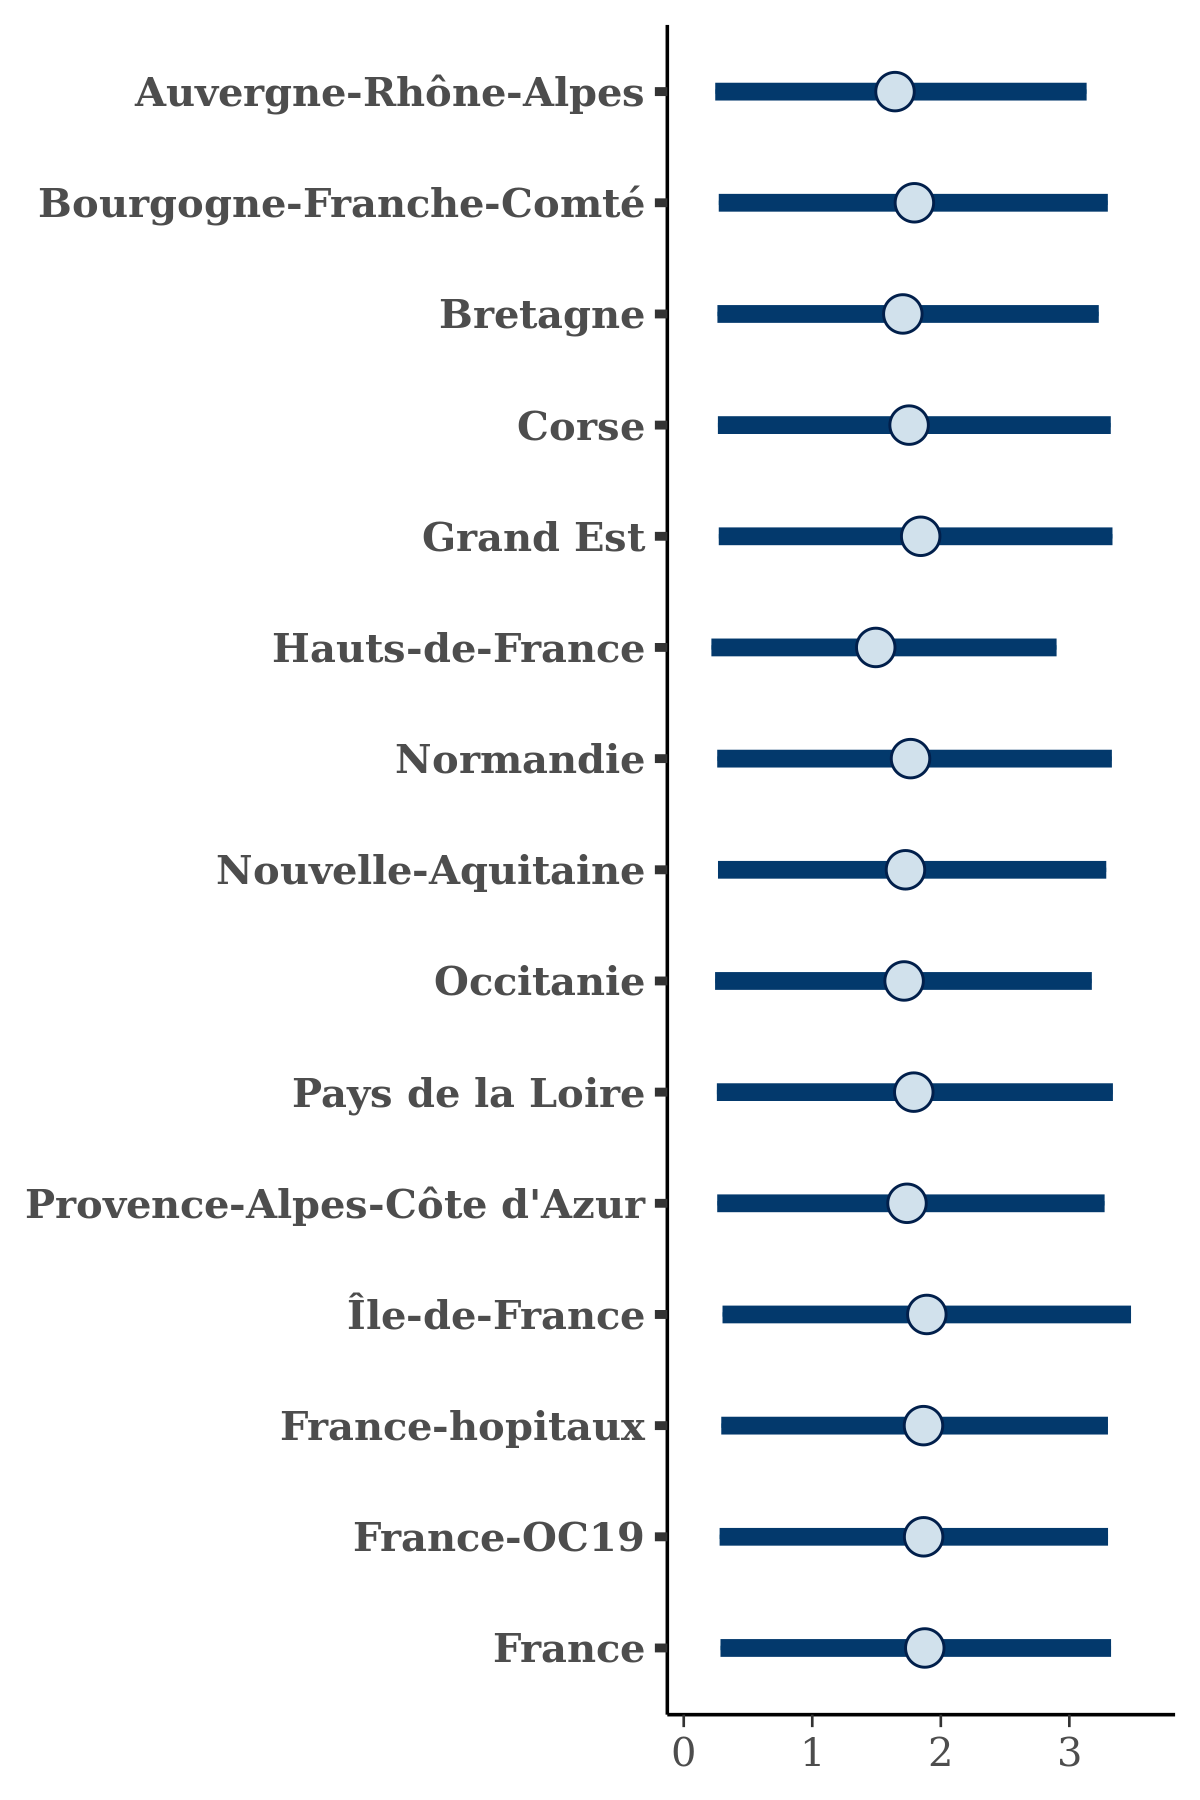 Auvergne-Rhône-Alpes
Bourgogne-Franche-Comté
Bretagne
Corse
Grand Est
Hauts-de-France
Normandie
Nouvelle-Aquitaine
Occitanie
Pays de la Loire
Provence-Alpes-Côte d'Azur
Île-de-France
France-hopitaux
France-OC19
France
0 1 2 3